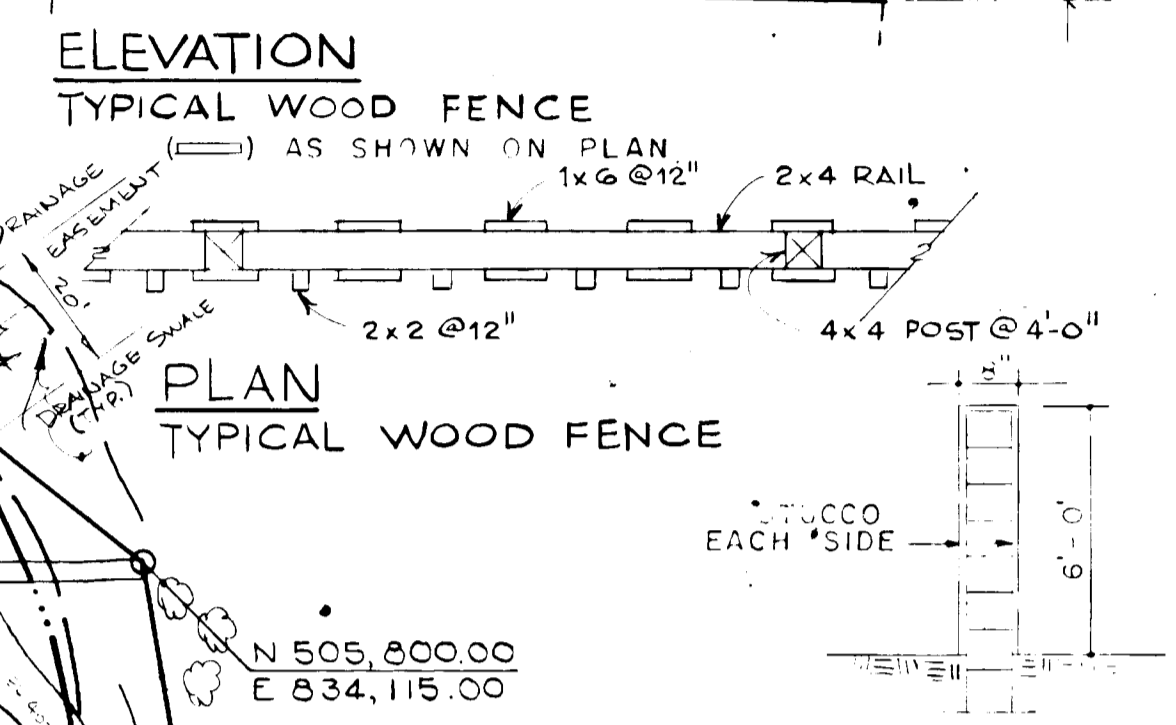 ELEVATION
TYPICAL WOOD FENCE
( ) AS SHOWN ON PLAN
1x6 @12"
2x4 RAIL
DRAINAGE
EASEMENT
20'
2x2 @12"
4x4 POST @ 4'-0"
DRAINAGE SWALE
(TYP.)
PLAN
TYPICAL WOOD FENCE
8"
STUCCO
EACH SIDE
6'-0"
N 505,800.00
E 834,115.00